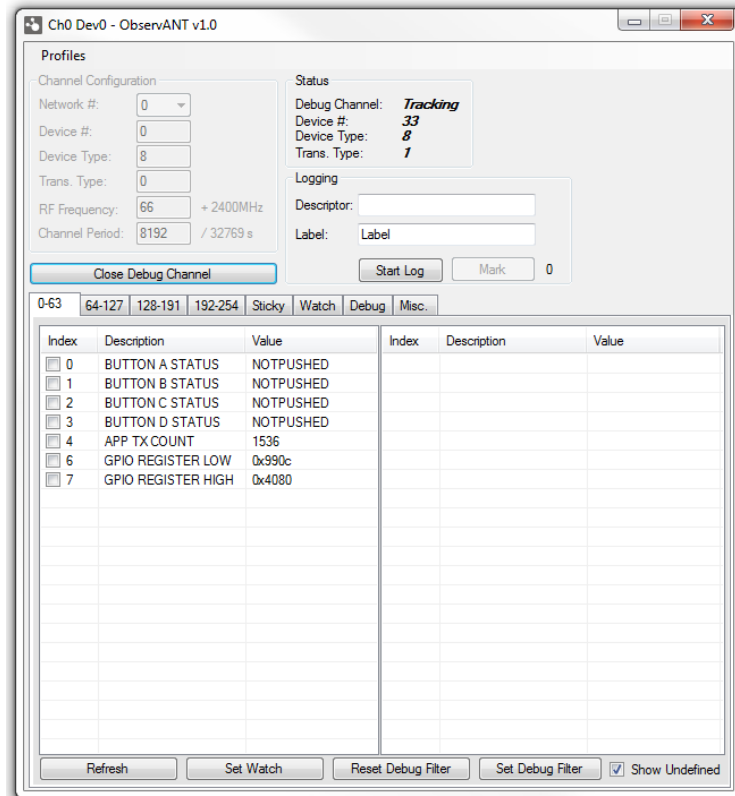 Ch0 Dev0 - ObservANT v1.0
Profiles
Channel Configuration
Network #: 0
Device #: 0
Device Type: 8
Trans. Type: 0
RF Frequency: 66 + 2400MHz
Channel Period: 8192 / 32769 s
Close Debug Channel
Status
Debug Channel: Tracking
Device #: 33
Device Type: 8
Trans. Type: 1
Logging
Descriptor:
Label: Label
Start Log Mark 0
0-63 64-127 128-191 192-254 Sticky Watch Debug Misc.
Index Description Value Index Description Value
0 BUTTON A STATUS NOTPUSHED
1 BUTTON B STATUS NOTPUSHED
2 BUTTON C STATUS NOTPUSHED
3 BUTTON D STATUS NOTPUSHED
4 APP TX COUNT 1536
6 GPIO REGISTER LOW 0x990c
7 GPIO REGISTER HIGH 0x4080
Refresh Set Watch Reset Debug Filter Set Debug Filter Show Undefined